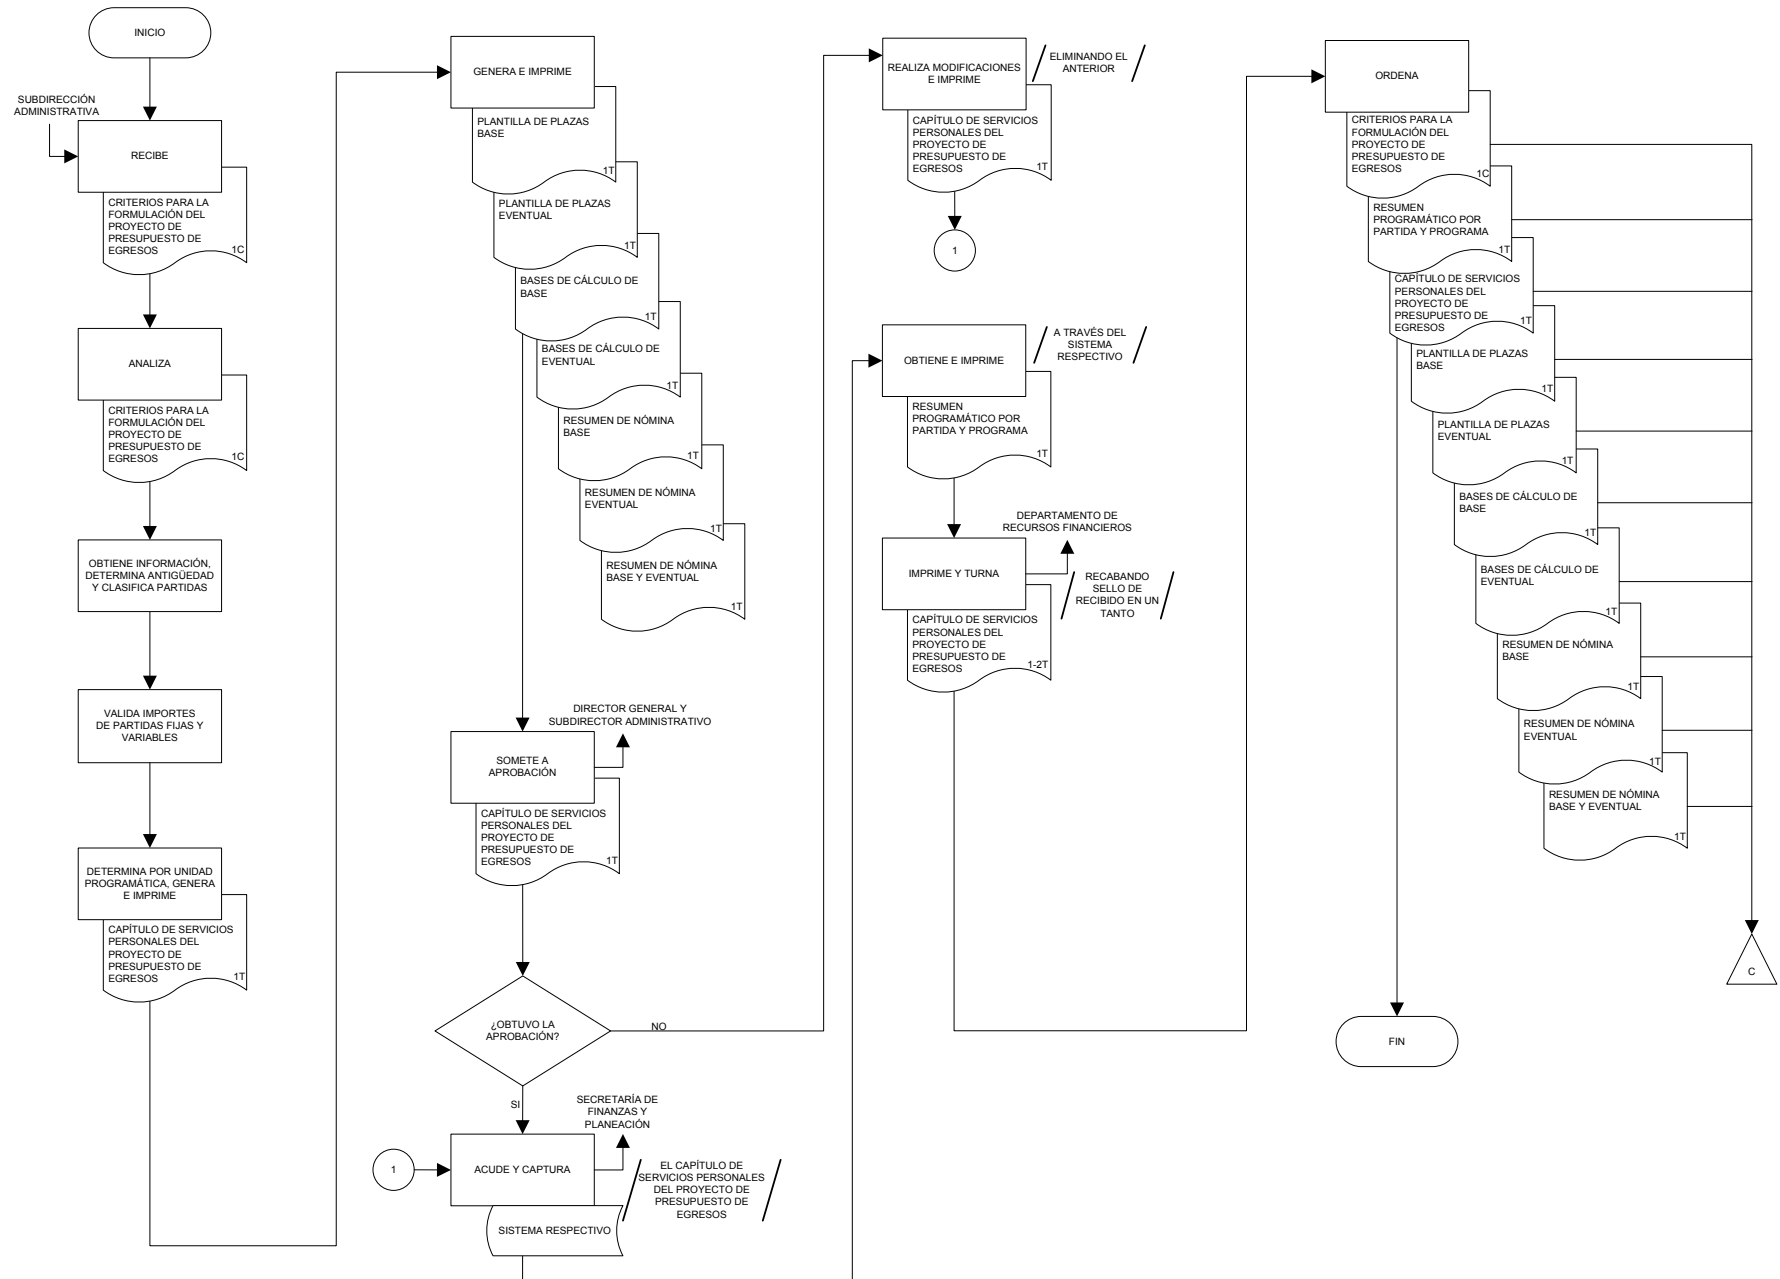 INICIO
SUBDIRECCIÓN
ADMINISTRATIVA
RECIBE
CRITERIOS PARA LA
FORMULACIÓN DEL
PROYECTO DE
PRESUPUESTO DE
EGRESOS
1C
ANALIZA
CRITERIOS PARA LA
FORMULACIÓN DEL
PROYECTO DE
PRESUPUESTO DE
EGRESOS
1C
OBTIENE INFORMACIÓN,
DETERMINA ANTIGÜEDAD
Y CLASIFICA PARTIDAS
VALIDA IMPORTES
DE PARTIDAS FIJAS Y
VARIABLES
DETERMINA POR UNIDAD
PROGRAMÁTICA, GENERA
E IMPRIME
CAPÍTULO DE SERVICIOS
PERSONALES DEL
PROYECTO DE
PRESUPUESTO DE
EGRESOS
1T
GENERA E IMPRIME
PLANTILLA DE PLAZAS
BASE
1T
PLANTILLA DE PLAZAS
EVENTUAL
1T
BASES DE CÁLCULO DE
BASE
1T
BASES DE CÁLCULO DE
EVENTUAL
1T
RESUMEN DE NÓMINA
BASE
1T
RESUMEN DE NÓMINA
EVENTUAL
1T
RESUMEN DE NÓMINA
BASE Y EVENTUAL
1T
DIRECTOR GENERAL Y
SUBDIRECTOR ADMINISTRATIVO
SOMETE A
APROBACIÓN
CAPÍTULO DE SERVICIOS
PERSONALES DEL
PROYECTO DE
PRESUPUESTO DE
EGRESOS
1T
¿OBTUVO LA
APROBACIÓN?
NO
SI
SECRETARÍA DE
FINANZAS Y
PLANEACIÓN
1
ACUDE Y CAPTURA
EL CAPÍTULO DE
SERVICIOS PERSONALES
DEL PROYECTO DE
PRESUPUESTO DE
EGRESOS
SISTEMA RESPECTIVO
REALIZA MODIFICACIONES
E IMPRIME
ELIMINANDO EL
ANTERIOR
CAPÍTULO DE SERVICIOS
PERSONALES DEL
PROYECTO DE
PRESUPUESTO DE
EGRESOS
1T
1
OBTIENE E IMPRIME
A TRAVÉS DEL
SISTEMA
RESPECTIVO
RESUMEN
PROGRAMÁTICO POR
PARTIDA Y PROGRAMA
1T
DEPARTAMENTO DE
RECURSOS FINANCIEROS
IMPRIME Y TURNA
RECABANDO
SELLO DE
RECIBIDO EN UN
TANTO
CAPÍTULO DE SERVICIOS
PERSONALES DEL
PROYECTO DE
PRESUPUESTO DE
EGRESOS
1-2T
ORDENA
CRITERIOS PARA LA
FORMULACIÓN DEL
PROYECTO DE
PRESUPUESTO DE
EGRESOS
1C
RESUMEN
PROGRAMÁTICO POR
PARTIDA Y PROGRAMA
1T
CAPÍTULO DE SERVICIOS
PERSONALES DEL
PROYECTO DE
PRESUPUESTO DE
EGRESOS
1T
PLANTILLA DE PLAZAS
BASE
1T
PLANTILLA DE PLAZAS
EVENTUAL
1T
BASES DE CÁLCULO DE
BASE
1T
BASES DE CÁLCULO DE
EVENTUAL
1T
RESUMEN DE NÓMINA
BASE
1T
RESUMEN DE NÓMINA
EVENTUAL
1T
RESUMEN DE NÓMINA
BASE Y EVENTUAL
1T
C
FIN